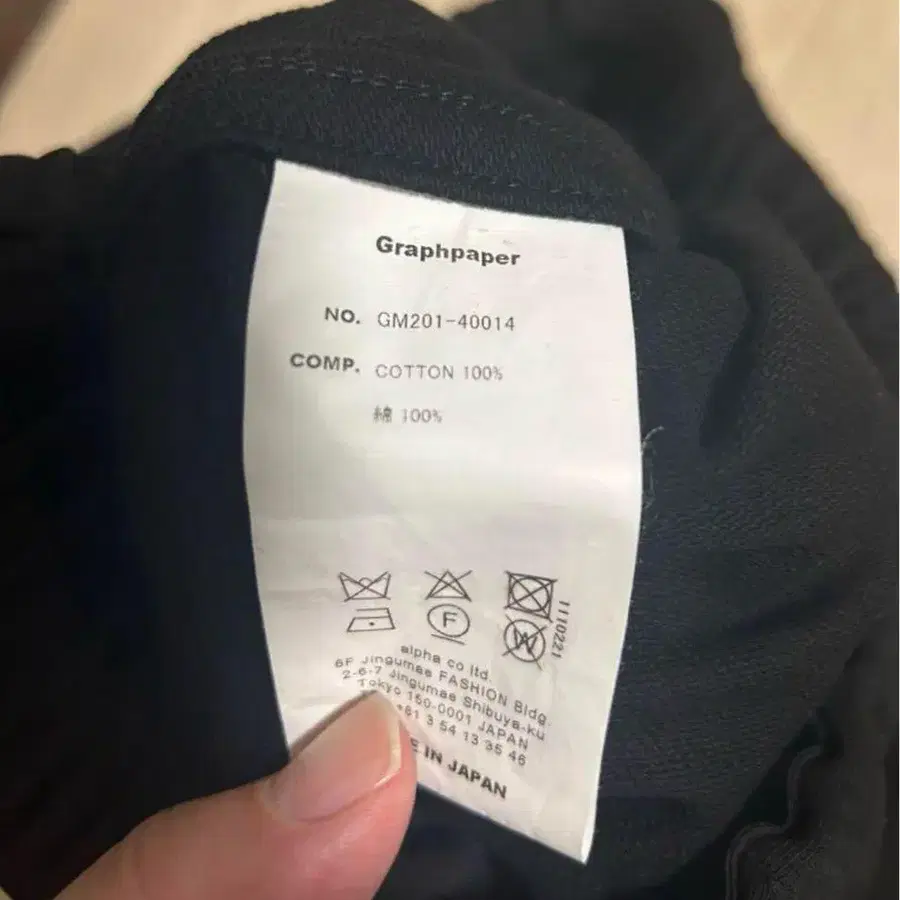 Graphpaper
NO. GM201-40014
COMP. COTTON 100%
綿 100%
F W
1110221
alpha co ltd.
6F Jingumae FASHION Bldg.
2-6-7 Jingumae Shibuya-ku
Tokyo 150-0001 JAPAN
+81 3 54 13 35 46
IN JAPAN